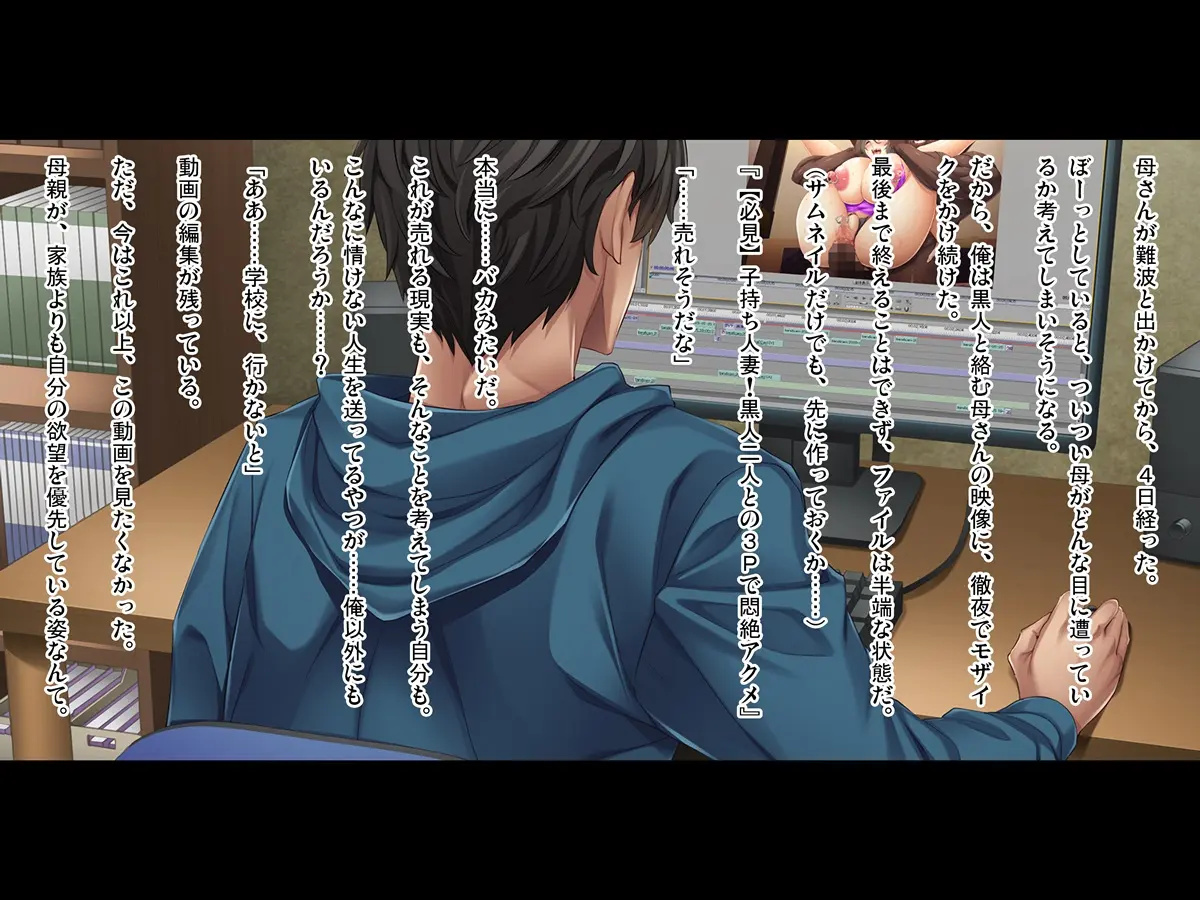 母さんが難波と出かけてから、４日経った。
ぼーっとしていると、ついつい母がどんな目に遭ってい
るか考えてしまいそうになる。
だから、俺は黒人と絡む母さんの映像に、徹夜でモザイ
クをかけ続けた。
最後まで終えることはできず、ファイルは半端な状態だ。
（サムネイルだけでも、先に作っておくか……）
『【必見】子持ち人妻！黒人二人との３Ｐで悶絶アクメ』
「……売れそうだな」
本当に……バカみたいだ。
これが売れる現実も、そんなことを考えてしまう自分も。
こんなに情けない人生を送ってるやつが……俺以外にも
いるんだろうか……？
「ああ……学校に、行かないと」
動画の編集が残っている。
ただ、今はこれ以上、この動画を見たくなかった。
母親が、家族よりも自分の欲望を優先している姿なんて。